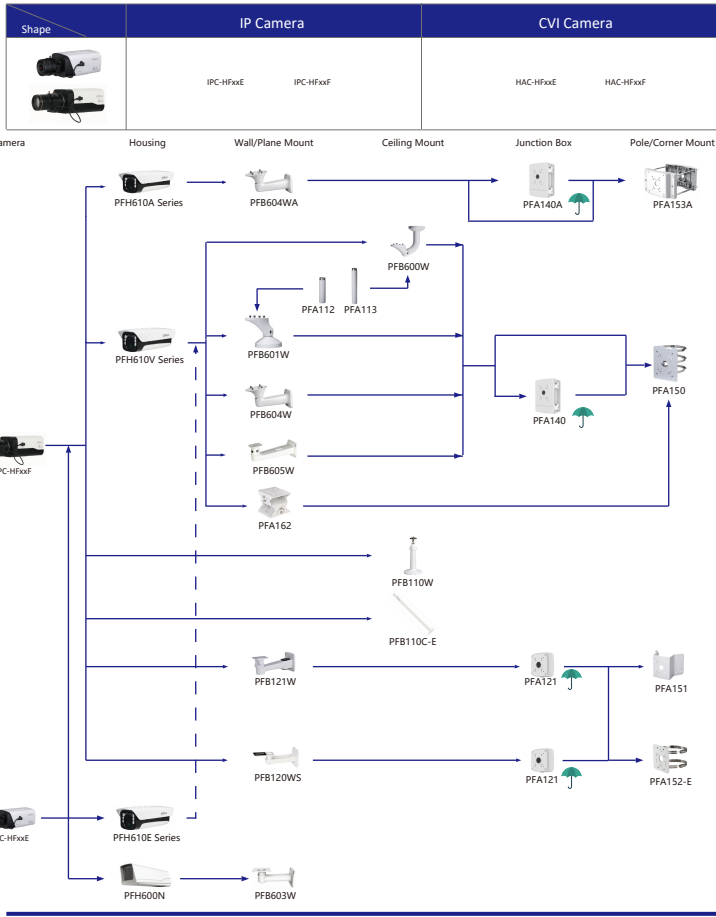 Shape IP Camera CVI Camera
IPC-HFxxE IPC-HFxxF HAC-HFxxE HAC-HFxxF
amera Housing Wall/Plane Mount Ceiling Mount Junction Box Pole/Corner Mount
PFH610A Series PFB604WA PFA140A PFA153A
PFB600W
PFA112 PFA113
PFH610V Series PFB601W
PFA150
PFB604W PFA140
PC-HFxxF PFB605W
PFA162
PFB110W
PFB110C-E
PFB121W PFA121 PFA151
PFB120WS PFA121 PFA152-E
PC-HFxxE PFH610E Series
PFH600N PFB603W